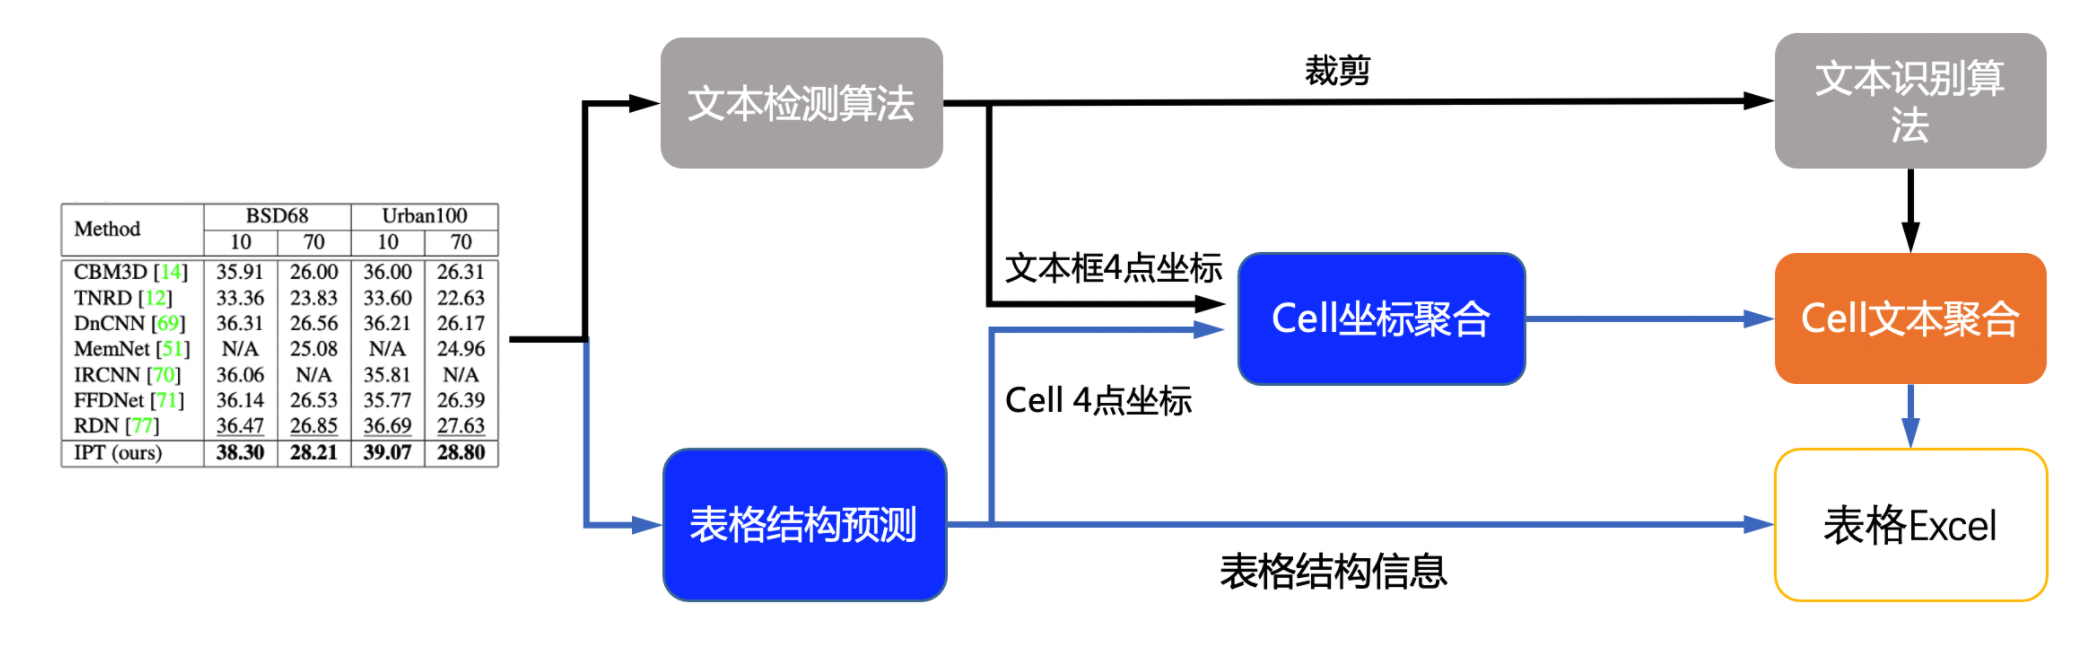 裁剪
文本检测算法
文本识别算
法
Method BSD68 Urban100
10 70 10 70
CBM3D [14] 35.91 26.00 36.00 26.31
TNRD [12] 33.36 23.83 33.60 22.63
DnCNN [69] 36.31 26.56 36.21 26.17
MemNet [51] N/A 25.08 N/A 24.96
IRCNN [70] 36.06 N/A 35.81 N/A
FFDNet [71] 36.14 26.53 35.77 26.39
RDN [77] 36.47 26.85 36.69 27.63
IPT (ours) 38.30 28.21 39.07 28.80
文本框4点坐标
Cell坐标聚合
Cell文本聚合
Cell 4点坐标
表格结构预测
表格结构信息
表格Excel